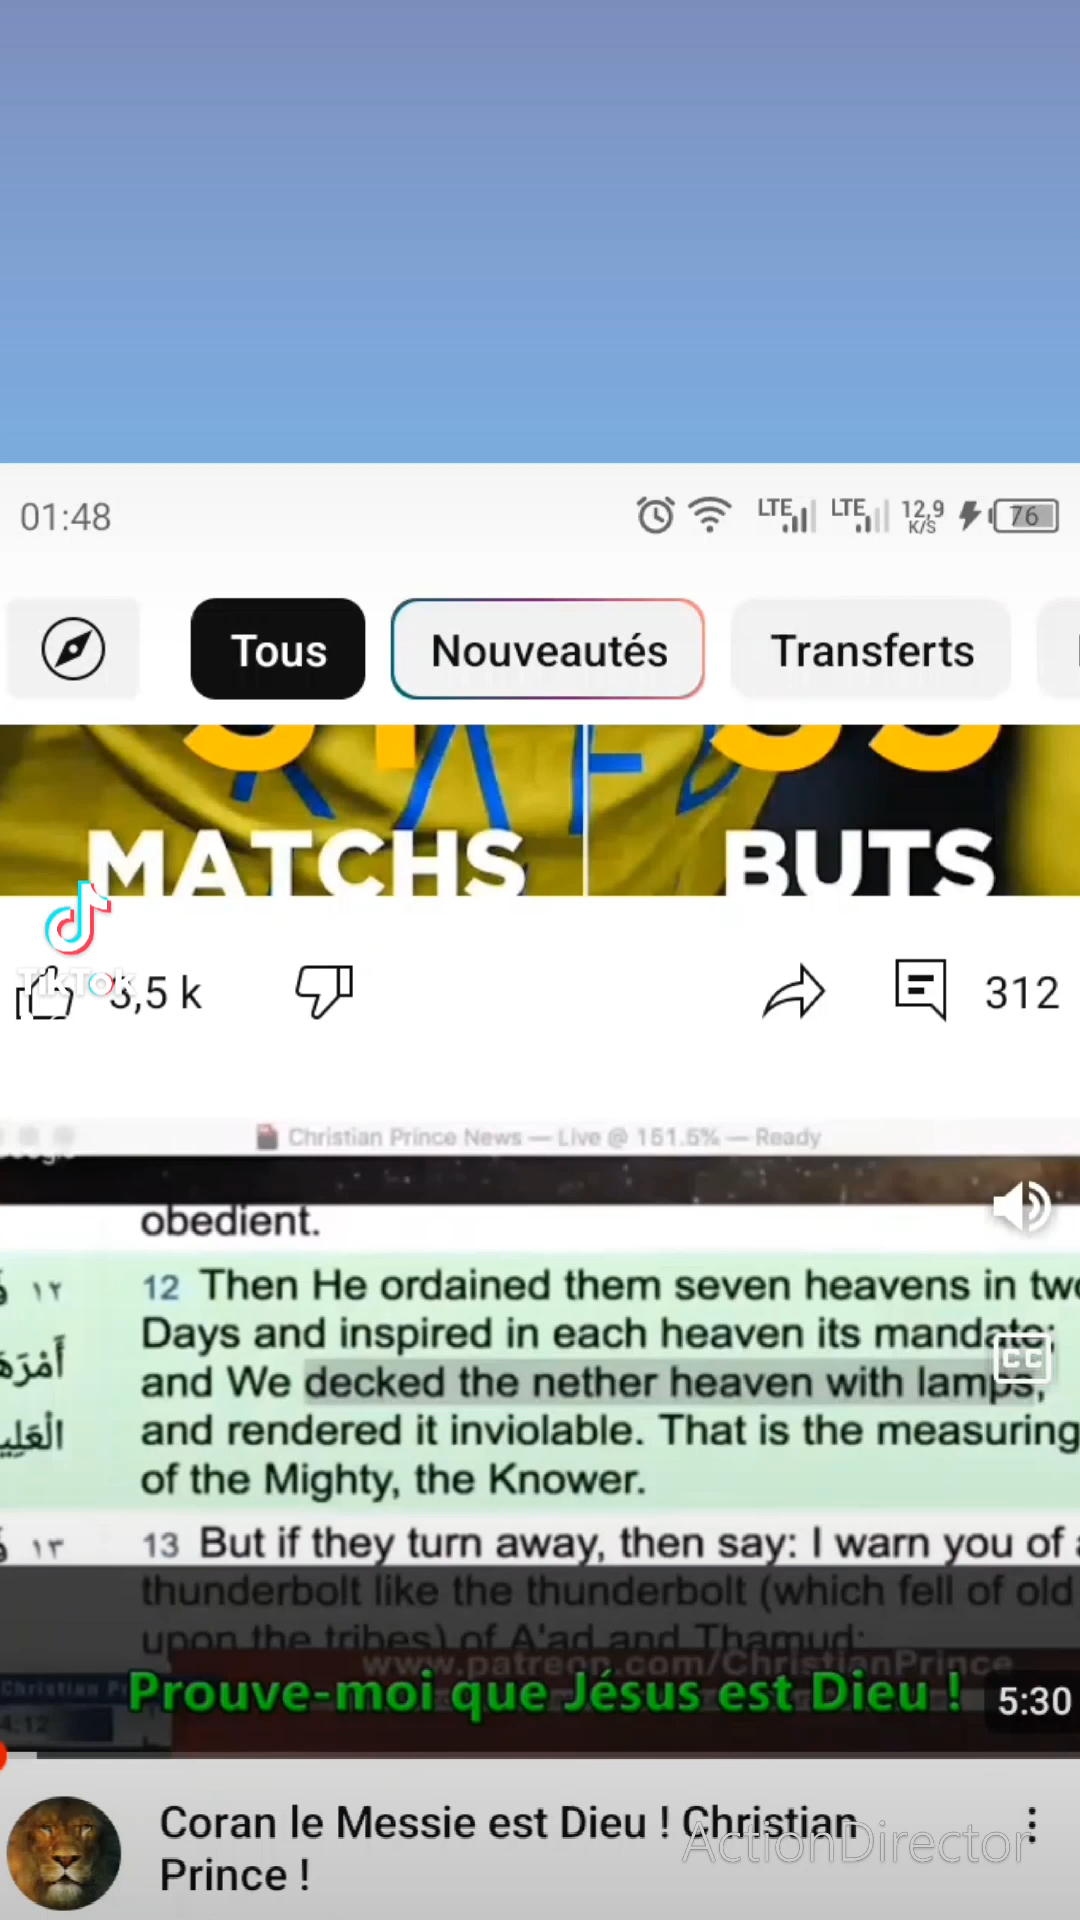 01:48
LTE LTE 12,9 K/S 76
Tous Nouveautés Transferts
MATCHS BUTS
TikTok
5 k 312
Christian Prince News — Live @ 151.5% — Ready
obedient.
12 Then He ordained them seven heavens in two
١٢
Days and inspired in each heaven its mandate;
CC
and We decked the nether heaven with lamps,
and rendered it inviolable. That is the measuring
of the Mighty, the Knower.
13 But if they turn away, then say: I warn you of a
١٣
thunderbolt like the thunderbolt (which fell of old
upon the tribes) of A'ad and Thamud;
www.patreon.com/ChristianPrince
Prouve-moi que Jésus est Dieu !
5:30
Coran le Messie est Dieu ! Christian
Prince !
ActionDirector